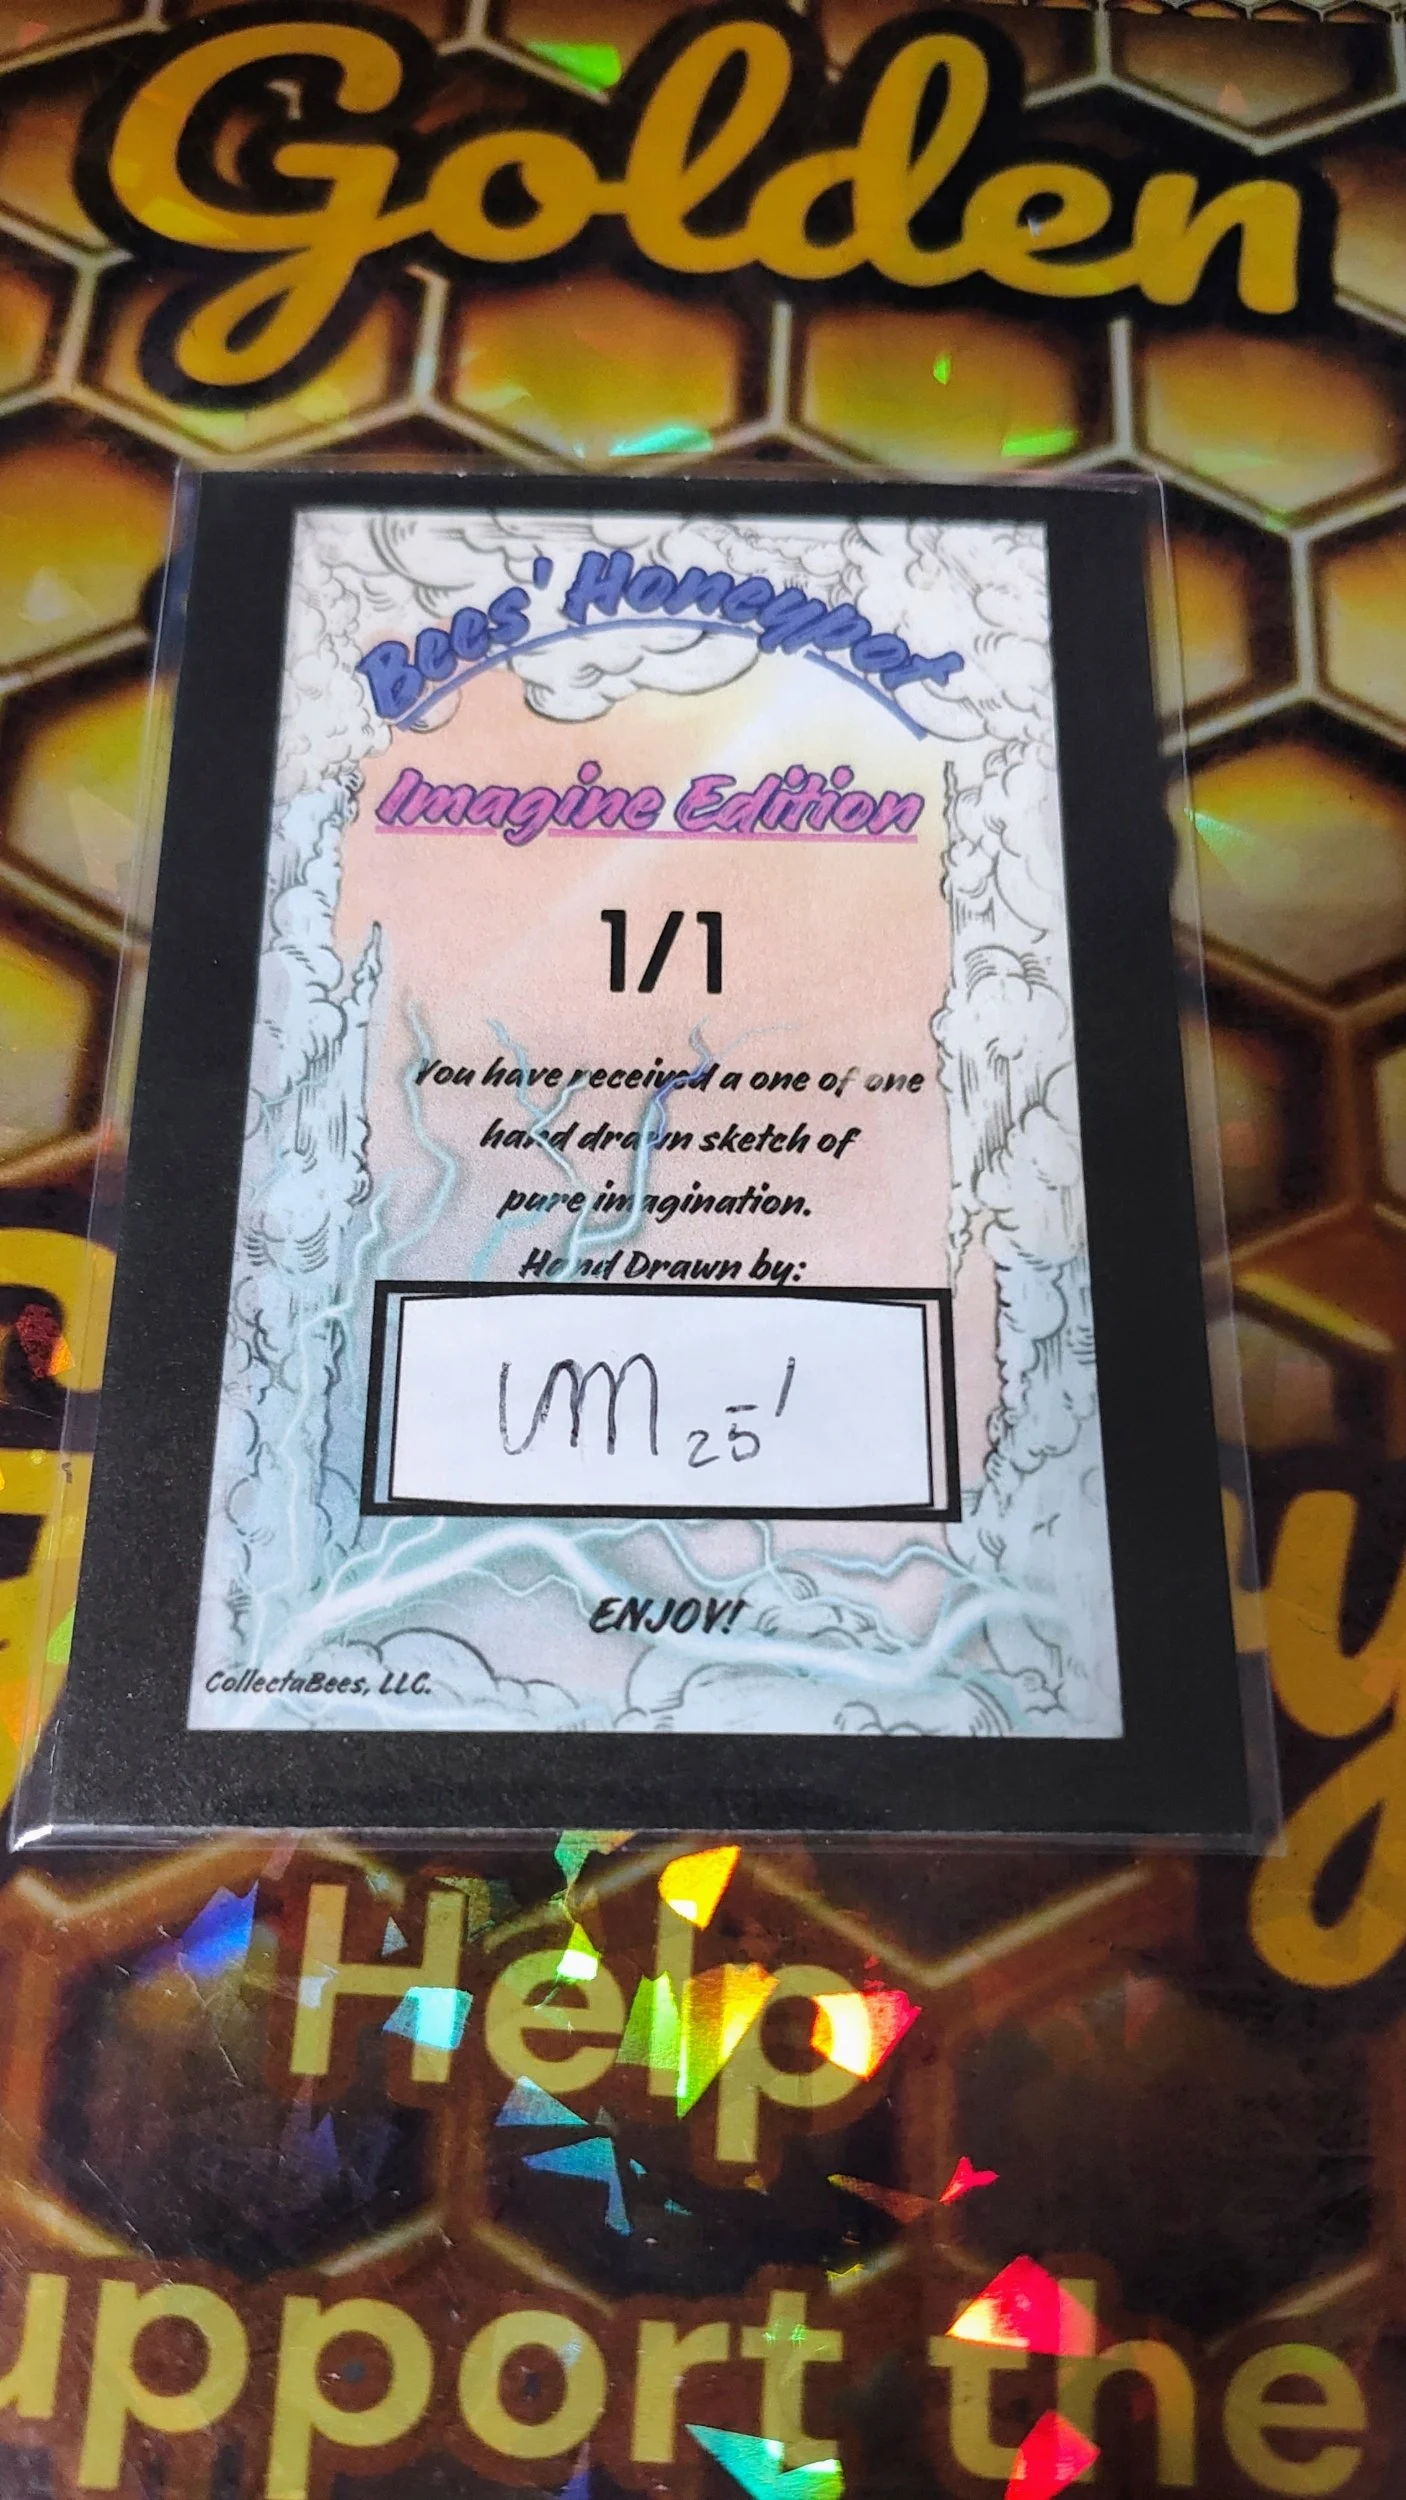 Golden
Bees' Honeypot
Imagine Edition
1/1
You have received a one of one
hand drawn sketch of
pure imagination.
Hand Drawn by:
25'
ENJOY!
CollectaBees, LLC.
y
Help
upport the